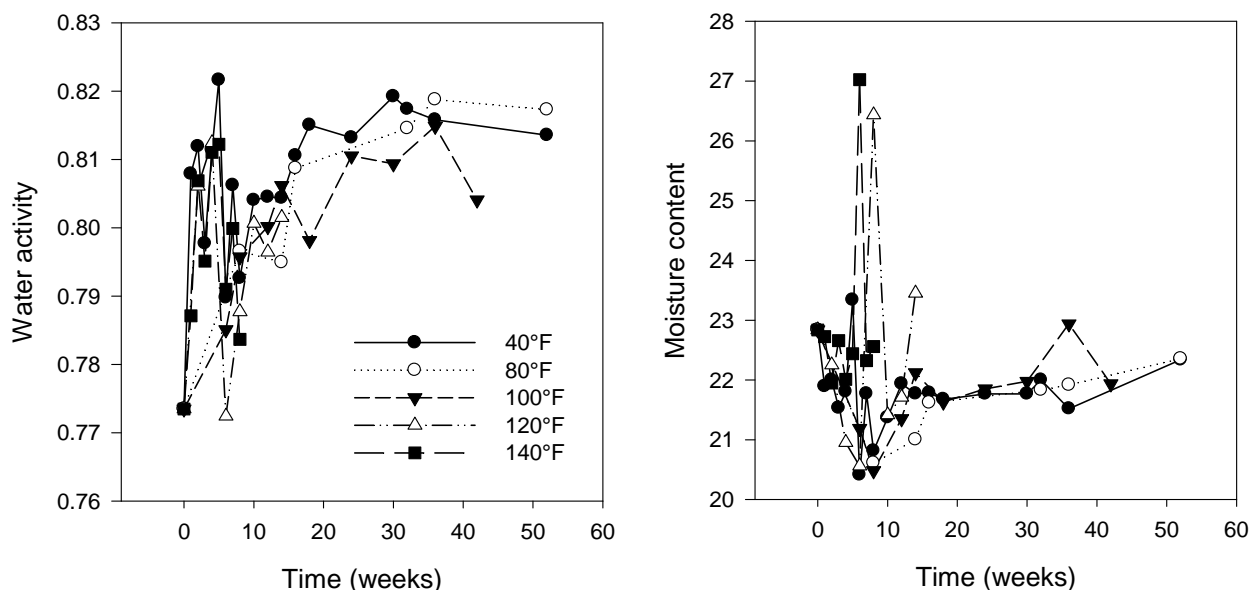 Water activity
0.83
0.82
0.81
0.80
0.79
0.78
0.77
0.76
0 10 20 30 40 50 60
Time (weeks)
40°F
80°F
100°F
120°F
140°F
Moisture content
28
27
26
25
24
23
22
21
20
0 10 20 30 40 50 60
Time (weeks)